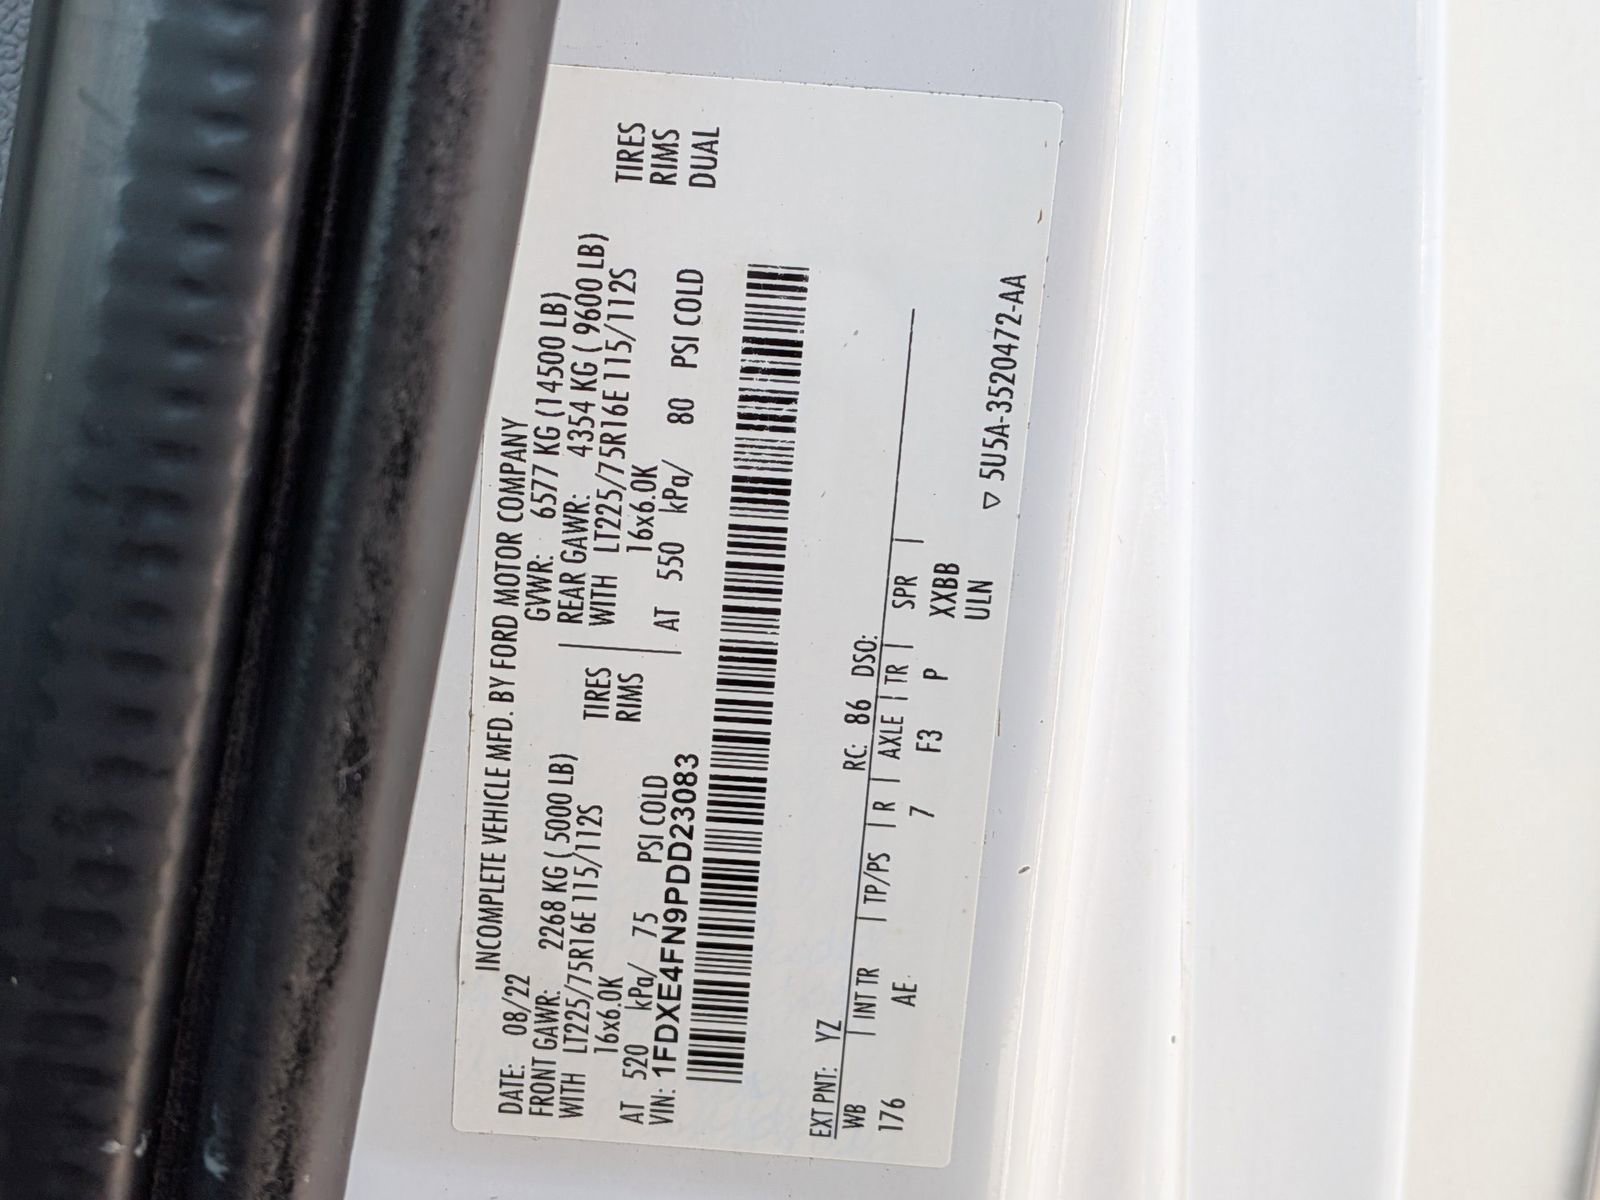 INCOMPLETE VEHICLE MFD. BY FORD MOTOR COMPANY
DATE: 08/22 GVWR: 6577 KG (14500 LB)
FRONT GAWR: 2268 KG ( 5000 LB) REAR GAWR: 4354 KG ( 9600 LB)
WITH LT225/75R16E 115/112S TIRES WITH LT225/75R16E 115/112S TIRES
16x6.0K RIMS 16x6.0K RIMS
AT 520 kPa/ 75 PSI COLD AT 550 kPa/ 80 PSI COLD DUAL
VIN: 1FDXE4FN9PDD23083
EXT PNT: YZ RC: 86 DSO:
WB | INT TR | TP/PS | R | AXLE | TR | SPR |
176 AE 7 F3 P XXBB
ULN
▽ 5U5A-3520472-AA